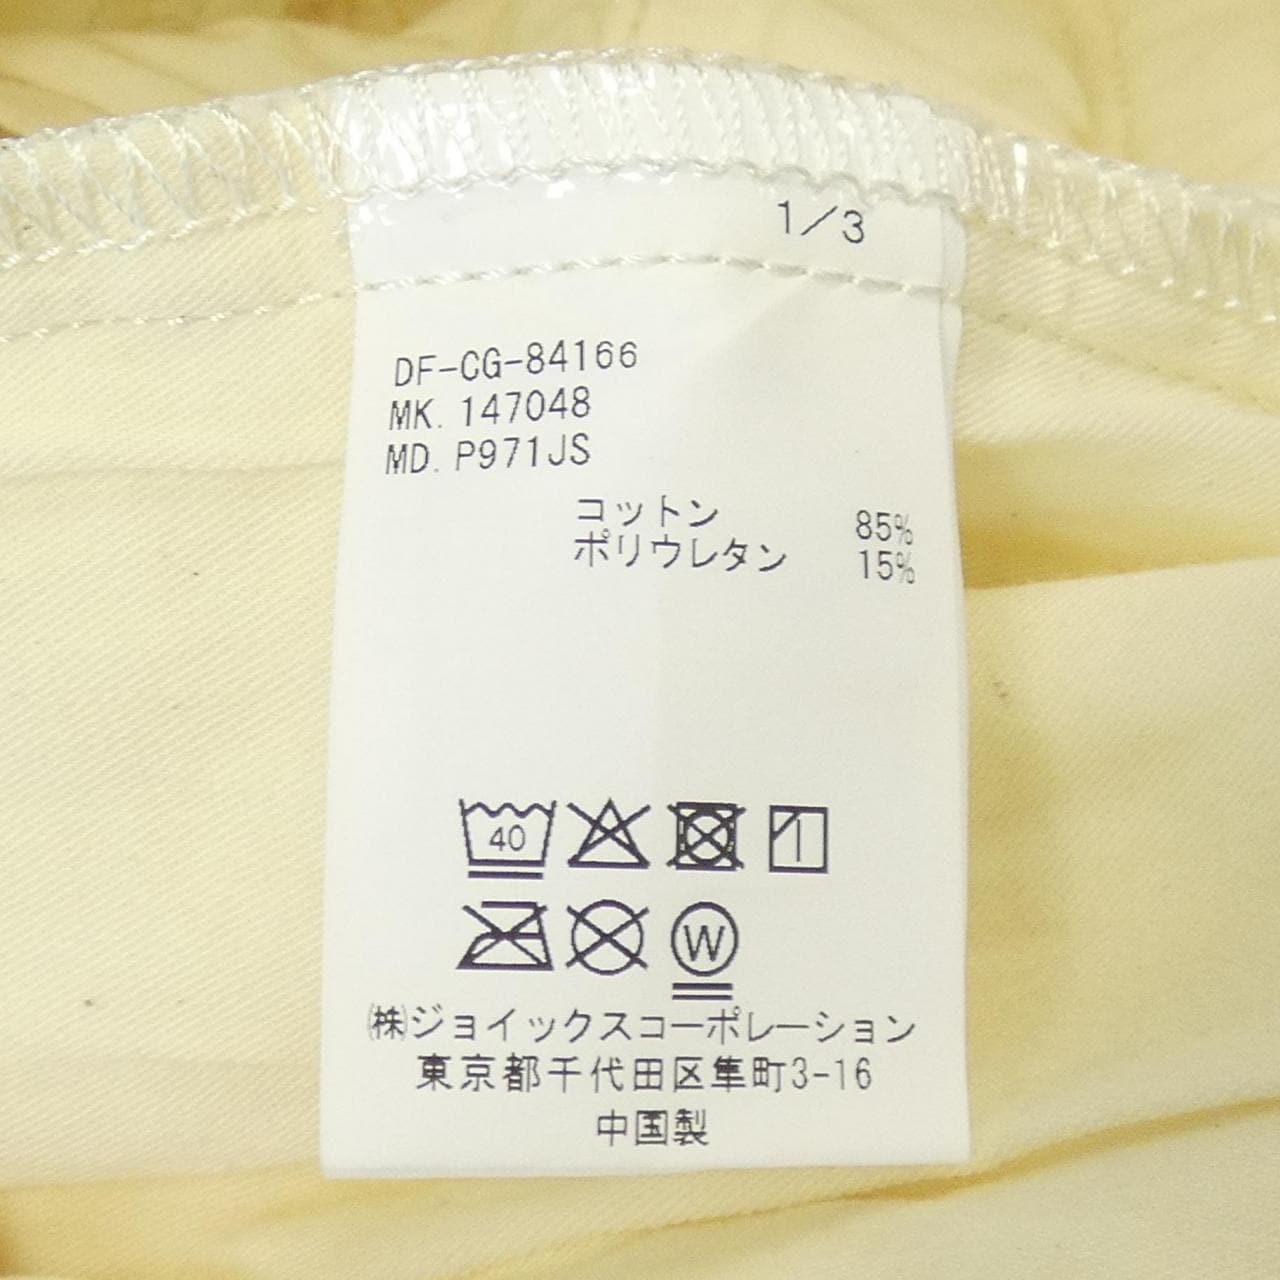 1/3
DF-CG-84166
MK. 147048
MD. P971JS
コットン 85%
ポリウレタン 15%
40
W
㈱ジョイックスコーポレーション
東京都千代田区隼町3-16
中国製